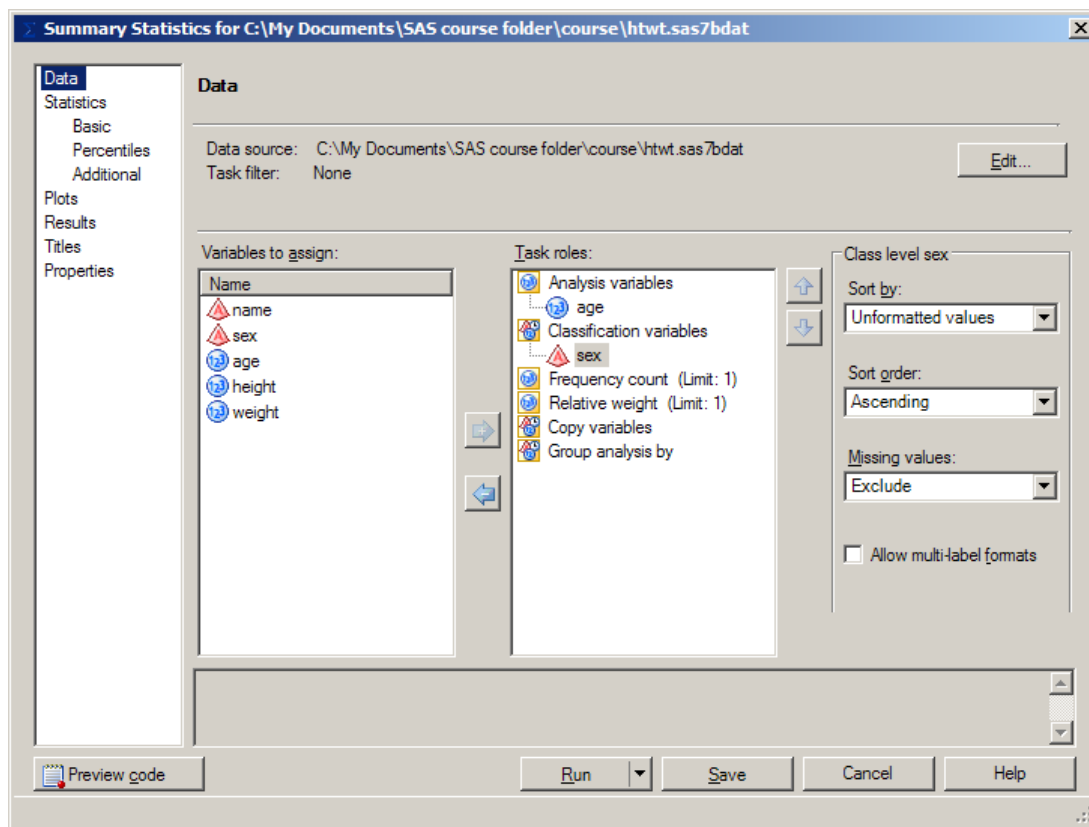 Summary Statistics for C:\My Documents\SAS course folder\course\htwt.sas7bdat
Data
Statistics
Basic
Percentiles
Additional
Plots
Results
Titles
Properties
Data
Data source: C:\My Documents\SAS course folder\course\htwt.sas7bdat
Task filter: None
Edit...
Variables to assign:
Name
name
sex
age
height
weight
Task roles:
Analysis variables
age
Classification variables
sex
Frequency count (Limit: 1)
Relative weight (Limit: 1)
Copy variables
Group analysis by
Class level sex
Sort by:
Unformatted values
Sort order:
Ascending
Missing values:
Exclude
Allow multi-label formats
Preview code
Run
Save
Cancel
Help